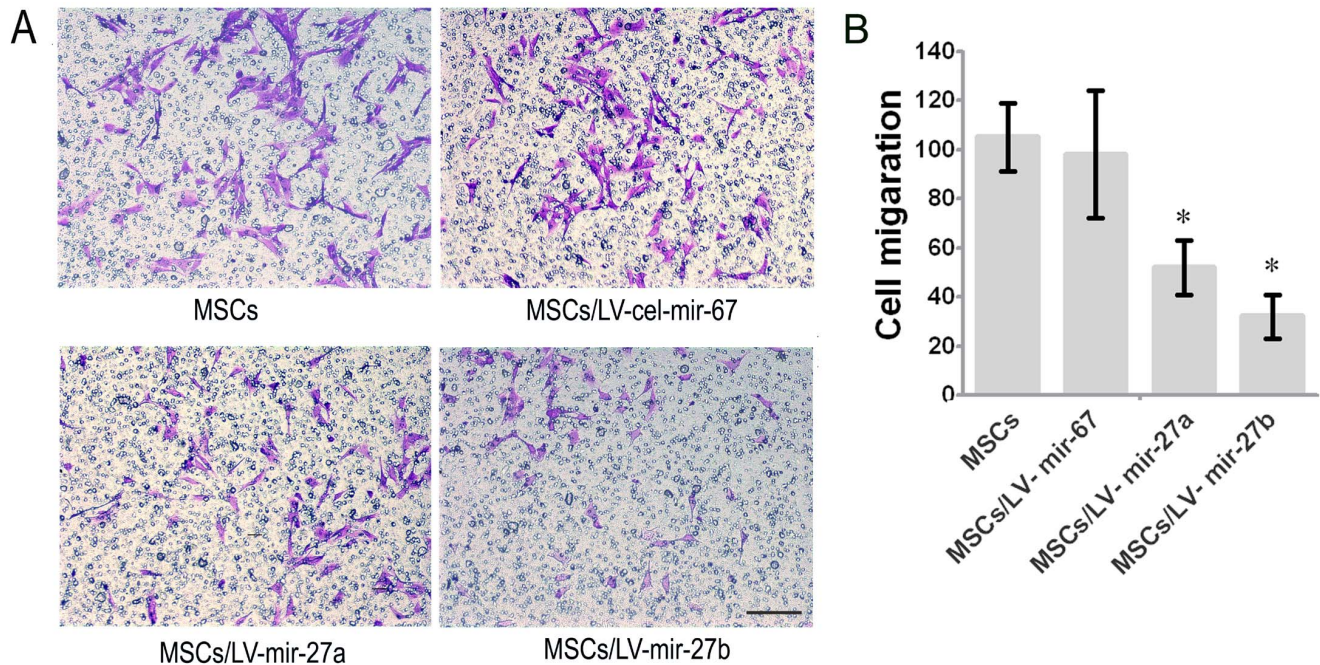 A
MSCs
MSCs/LV-cel-mir-67
MSCs/LV-mir-27a
MSCs/LV-mir-27b
B
Cell migaration
140
120
100
80
60
40
20
0
*
*
MSCs
MSCs/LV- mir-67
MSCs/LV- mir-27a
MSCs/LV- mir-27b